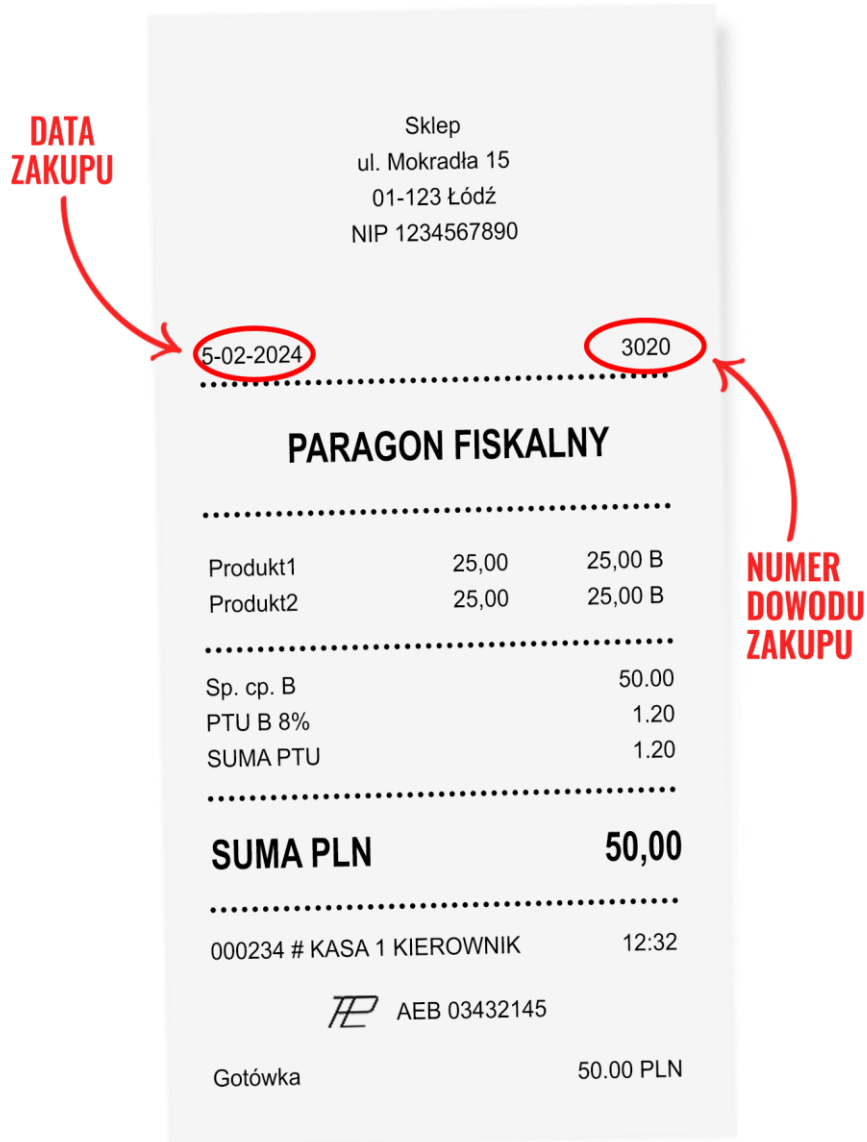 DATA
ZAKUPU
Sklep
ul. Mokradła 15
01-123 Łódź
NIP 1234567890
5-02-2024 3020
PARAGON FISKALNY
Produkt1 25,00 25,00 B
Produkt2 25,00 25,00 B
NUMER
DOWODU
ZAKUPU
Sp. cp. B 50.00
PTU B 8% 1.20
SUMA PTU 1.20
SUMA PLN 50,00
000234 # KASA 1 KIEROWNIK 12:32
AEB 03432145
Gotówka 50.00 PLN